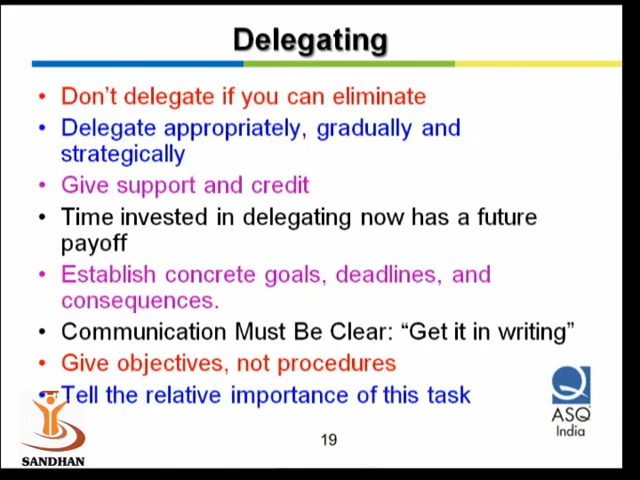 Delegating
• Don't delegate if you can eliminate
• Delegate appropriately, gradually and
strategically
• Give support and credit
• Time invested in delegating now has a future
payoff
• Establish concrete goals, deadlines, and
consequences.
• Communication Must Be Clear: “Get it in writing”
• Give objectives, not procedures
• Tell the relative importance of this task
ASQ
India
19
SANDHAN